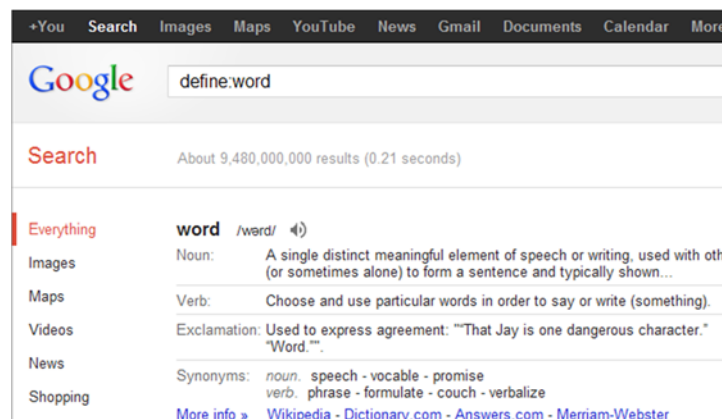 +You Search Images Maps YouTube News Gmail Documents Calendar More
Google define:word
Search About 9,480,000,000 results (0.21 seconds)
Everything
Images
Maps
Videos
News
Shopping
word /wərd/
Noun: A single distinct meaningful element of speech or writing, used with oth
(or sometimes alone) to form a sentence and typically shown...
Verb: Choose and use particular words in order to say or write (something).
Exclamation: Used to express agreement: "“That Jay is one dangerous character.”
“Word.”".
Synonyms: noun. speech - vocable - promise
verb. phrase - formulate - couch - verbalize
More info » Wikipedia - Dictionary.com - Answers.com - Merriam-Webster